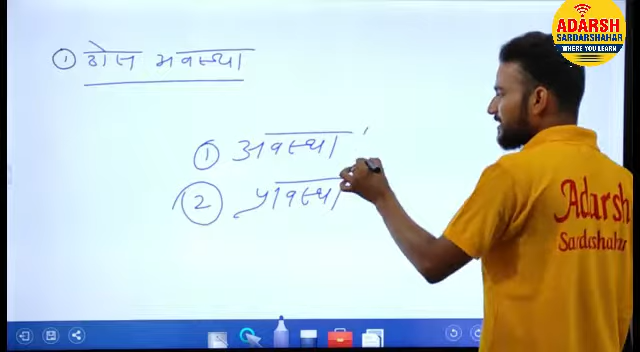 ① ठोस अवस्था
① अवस्था
② प्रावस्था
ADARSH
SARDARSHAHAR
WHERE YOU LEARN
Adarsh
Sardarshahar